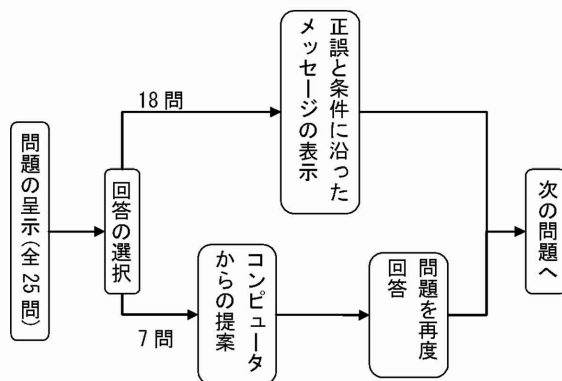 問題の呈示(全25問)
回答の選択
18問
正誤と条件に沿った
メッセージの表示
7問
コンピュータ
からの提案
問題を再度
回答
次の問題へ